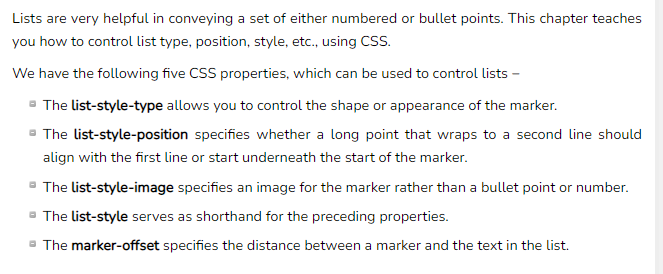 Lists are very helpful in conveying a set of either numbered or bullet points. This chapter teaches
you how to control list type, position, style, etc., using CSS.
We have the following five CSS properties, which can be used to control lists –
The list-style-type allows you to control the shape or appearance of the marker.
The list-style-position specifies whether a long point that wraps to a second line should
align with the first line or start underneath the start of the marker.
The list-style-image specifies an image for the marker rather than a bullet point or number.
The list-style serves as shorthand for the preceding properties.
The marker-offset specifies the distance between a marker and the text in the list.